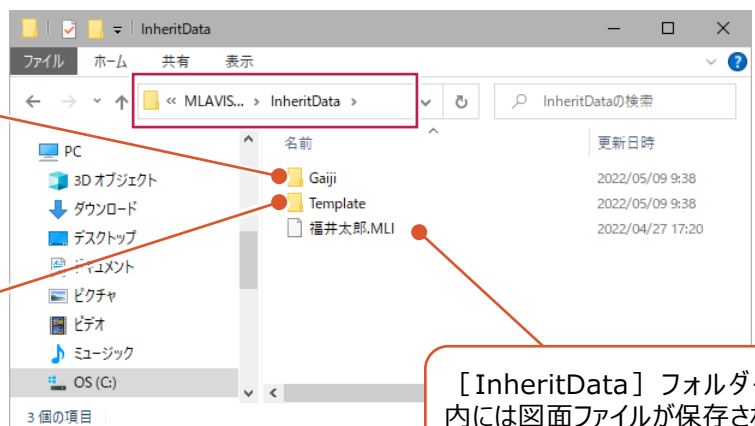 InheritData
ファイル ホーム 共有 表示
« MLAVIS... › InheritData ›
InheritDataの検索
名前 更新日時
PC
3D オブジェクト
ダウンロード
デスクトップ
ドキュメント
ピクチャ
ビデオ
ミュージック
OS (C:)
Gaiji 2022/05/09 9:38
Template 2022/05/09 9:38
福井太郎.MLI 2022/04/27 17:20
3 個の項目
［InheritData］フォルダー
内には図面ファイルが保存され